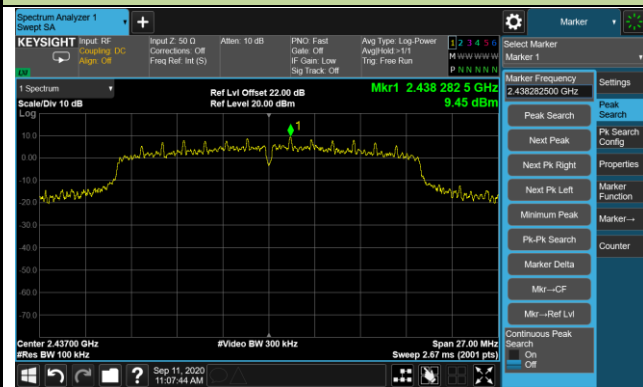 Spectrum Analyzer 1
Swept SA
Marker
KEYSIGHT
Input: RF
Coupling: DC
Align: Off
Input Z: 50 Ω
Corrections: Off
Freq Ref: Int (S)
Atten: 10 dB
PNO: Fast
Gate: Off
IF Gain: Low
Sig Track: Off
Avg Type: Log-Power
Avg|Hold:>1/1
Trig: Free Run
1 2 3 4 5 6
M W W W W W
P N N N N N
LVI
Select Marker
Marker 1
1 Spectrum
Scale/Div 10 dB
Log
Ref Lvl Offset 22.00 dB
Ref Level 20.00 dBm
Mkr1 2.438 282 5 GHz
9.45 dBm
1
10.0
0.00
-10.0
-20.0
-30.0
-40.0
-50.0
-60.0
-70.0
Center 2.43700 GHz
#Res BW 100 kHz
#Video BW 300 kHz
Span 27.00 MHz
Sweep 2.67 ms (2001 pts)
Marker Frequency
2.438282500 GHz
Peak Search
Next Peak
Next Pk Right
Next Pk Left
Minimum Peak
Pk-Pk Search
Marker Delta
Mkr→CF
Mkr→Ref Lvl
Continuous Peak
Search
On
Off
Settings
Peak
Search
Pk Search
Config
Properties
Marker
Function
Marker→
Counter
Sep 11, 2020
11:07:44 AM